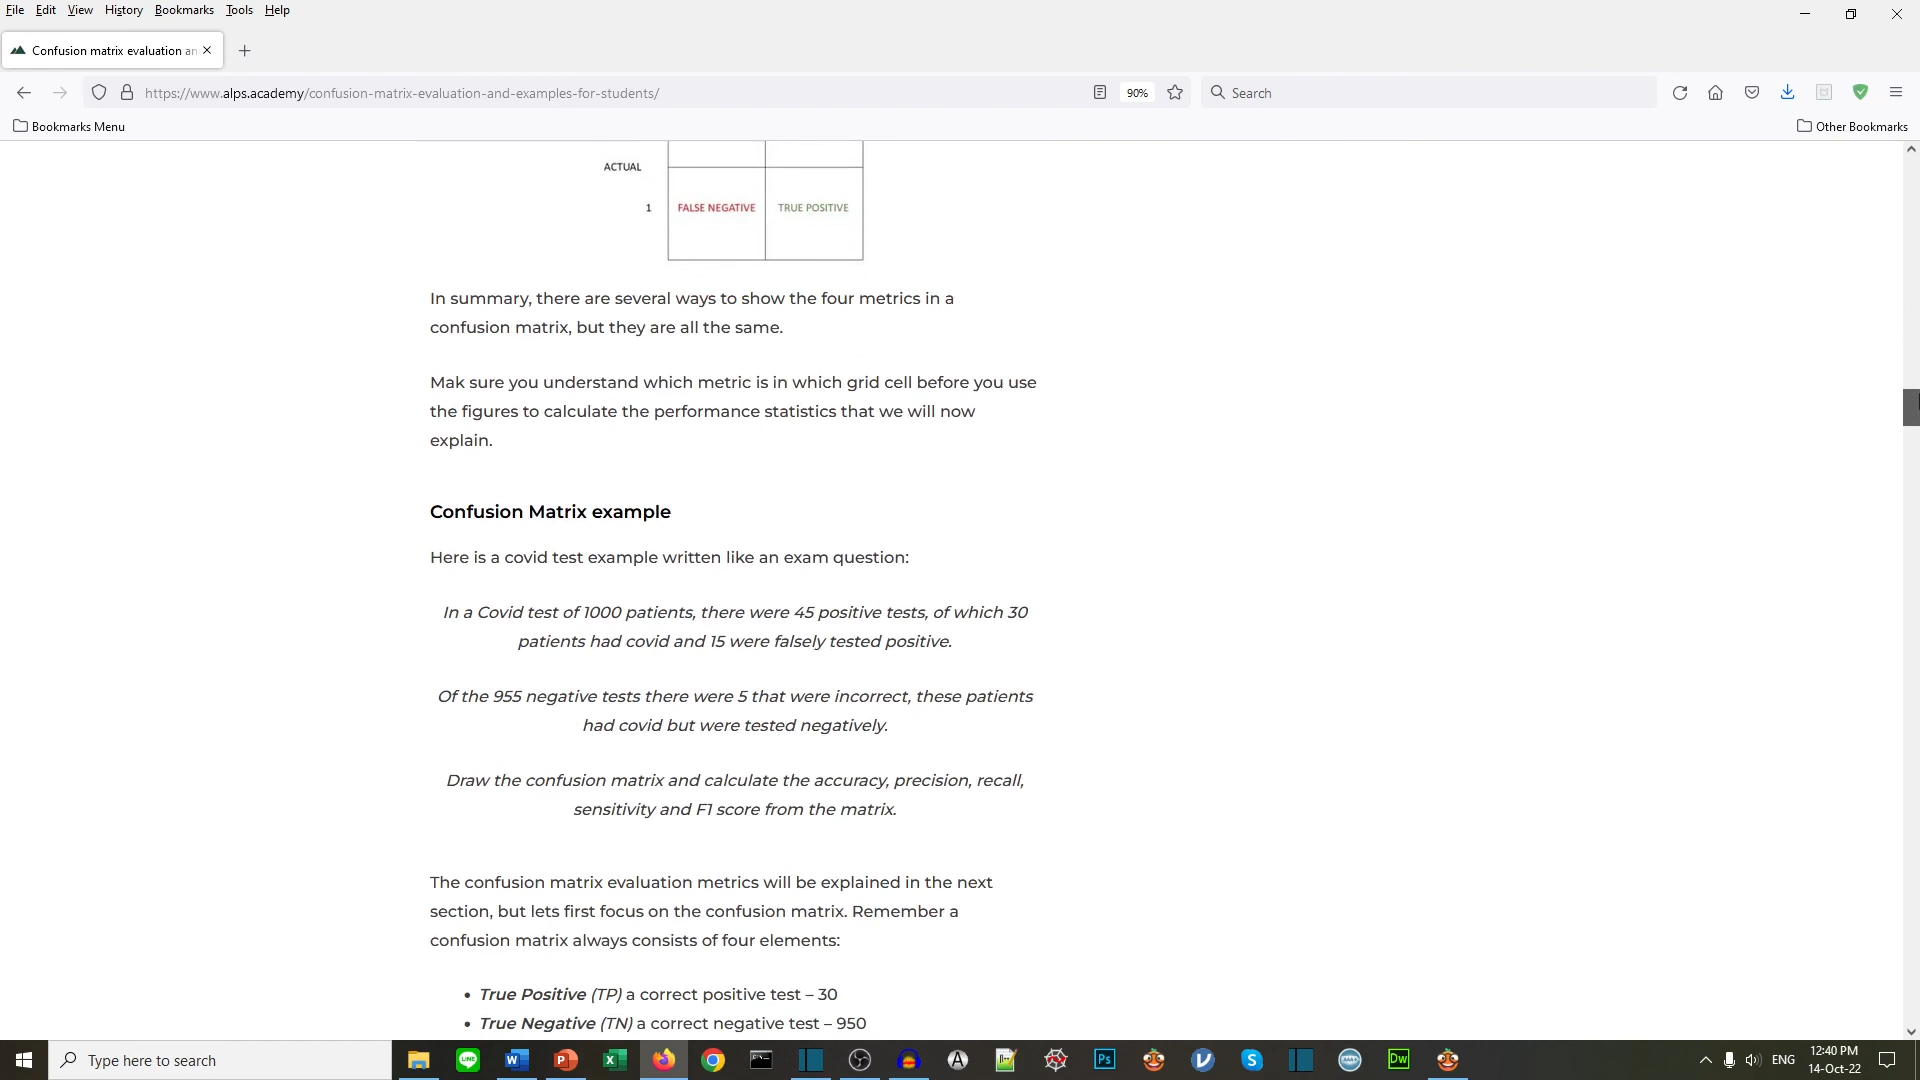 File Edit View History Bookmarks Tools Help
Confusion matrix evaluation an
https://www.alps.academy/confusion-matrix-evaluation-and-examples-for-students/
90%
Search
Bookmarks Menu
Other Bookmarks
ACTUAL
1
FALSE NEGATIVE
TRUE POSITIVE
In summary, there are several ways to show the four metrics in a
confusion matrix, but they are all the same.
Mak sure you understand which metric is in which grid cell before you use
the figures to calculate the performance statistics that we will now
explain.
Confusion Matrix example
Here is a covid test example written like an exam question:
In a Covid test of 1000 patients, there were 45 positive tests, of which 30
patients had covid and 15 were falsely tested positive.
Of the 955 negative tests there were 5 that were incorrect, these patients
had covid but were tested negatively.
Draw the confusion matrix and calculate the accuracy, precision, recall,
sensitivity and F1 score from the matrix.
The confusion matrix evaluation metrics will be explained in the next
section, but lets first focus on the confusion matrix. Remember a
confusion matrix always consists of four elements:
• True Positive (TP) a correct positive test – 30
• True Negative (TN) a correct negative test – 950
Type here to search
LINE
W
P
X
A
Ps
V
S
Dw
ENG
12:40 PM
14-Oct-22